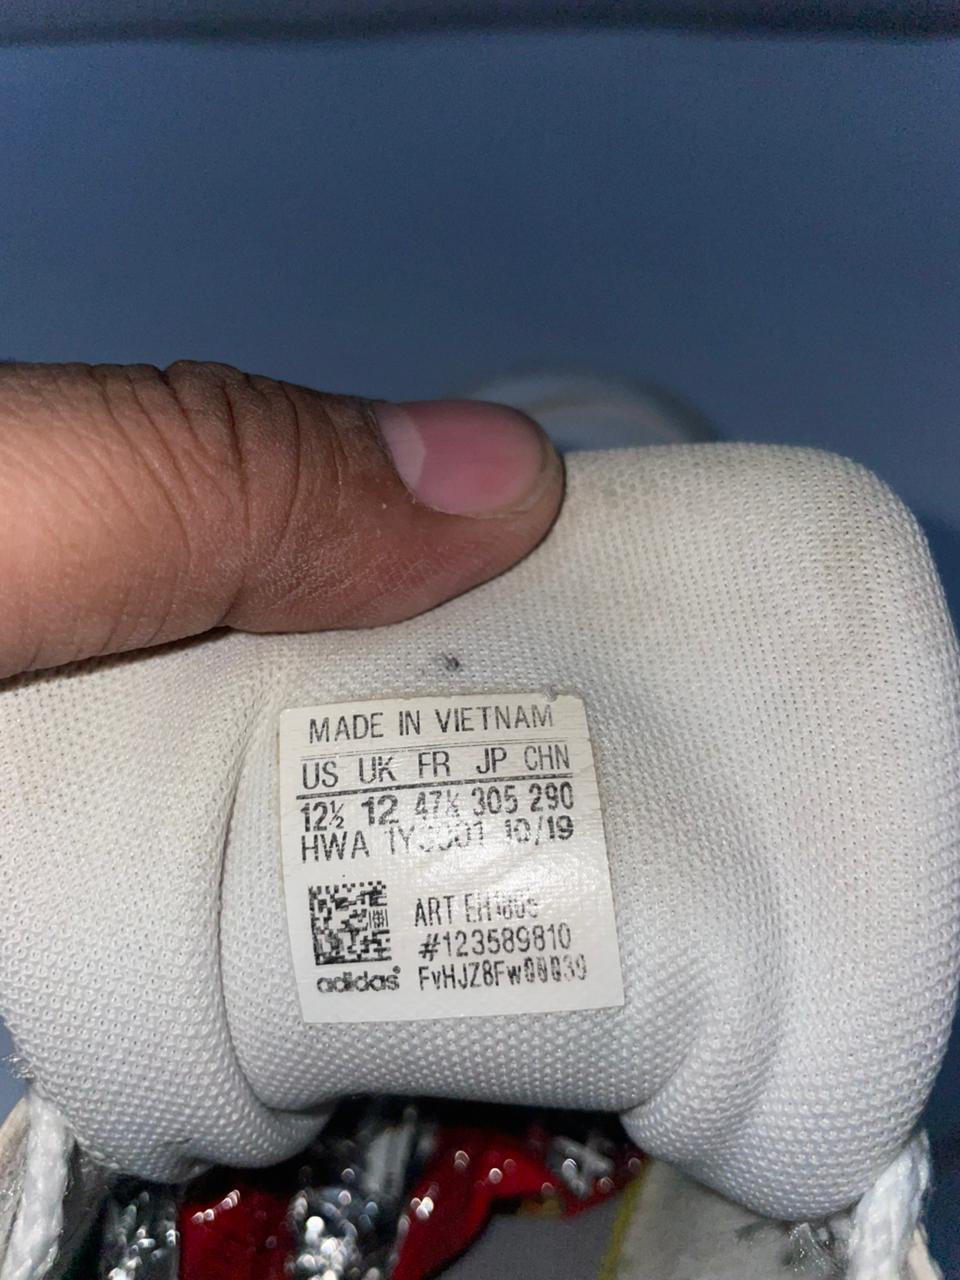 MADE IN VIETNAM
US UK FR JP CHN
12½ 12 47⅓ 305 290
HWA 10/19
ART
#123589810
adidas